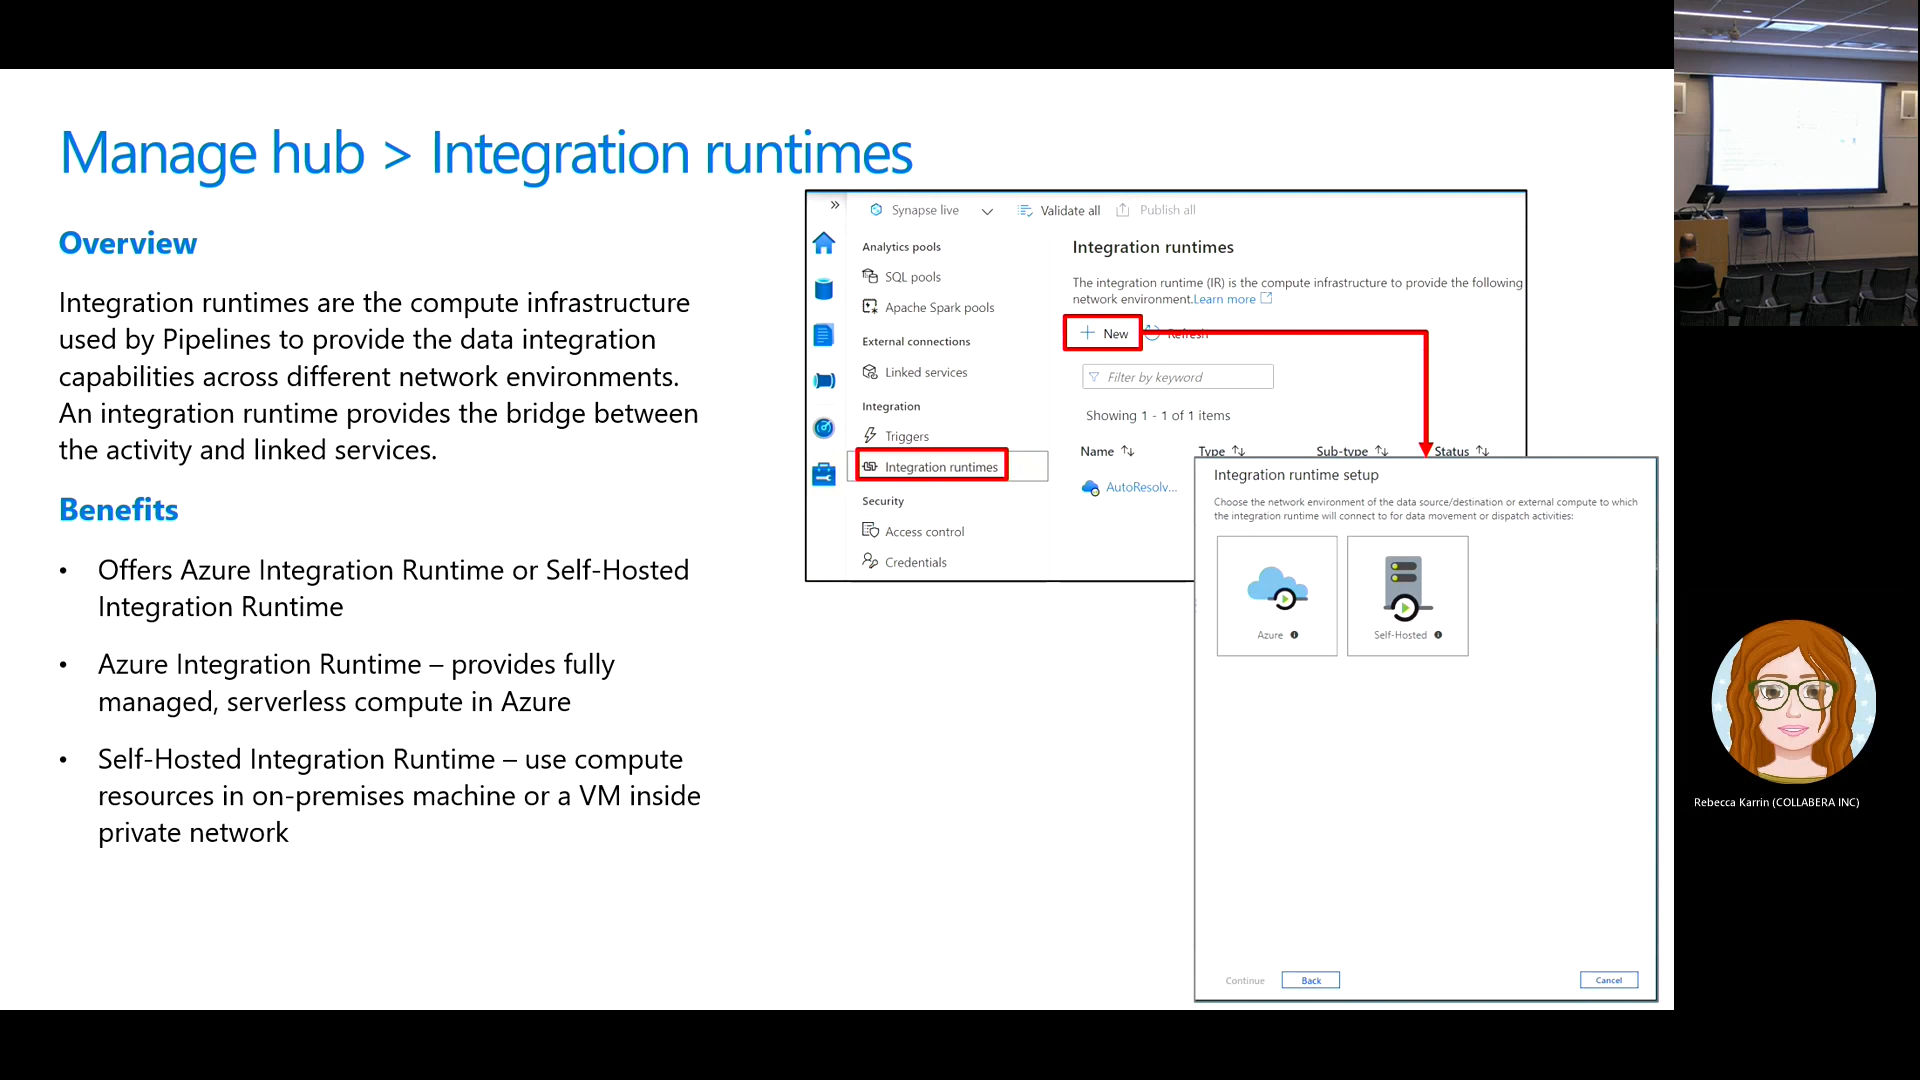 Manage hub > Integration runtimes
Overview
Integration runtimes are the compute infrastructure
used by Pipelines to provide the data integration
capabilities across different network environments.
An integration runtime provides the bridge between
the activity and linked services.
Benefits
• Offers Azure Integration Runtime or Self-Hosted
Integration Runtime
• Azure Integration Runtime – provides fully
managed, serverless compute in Azure
• Self-Hosted Integration Runtime – use compute
resources in on-premises machine or a VM inside
private network
» Synapse live Validate all Publish all
Analytics pools
SQL pools
Apache Spark pools
External connections
Linked services
Integration
Triggers
Integration runtimes
Security
Access control
Credentials
Integration runtimes
The integration runtime (IR) is the compute infrastructure to provide the following
network environment. Learn more
+ New Refresh
Filter by keyword
Showing 1 - 1 of 1 items
Name Type Sub-type Status
AutoResolv...
Integration runtime setup
Choose the network environment of the data source/destination or external compute to which
the integration runtime will connect to for data movement or dispatch activities:
Azure Self-Hosted
Continue Back Cancel
Rebecca Karrin (COLLABERA INC)